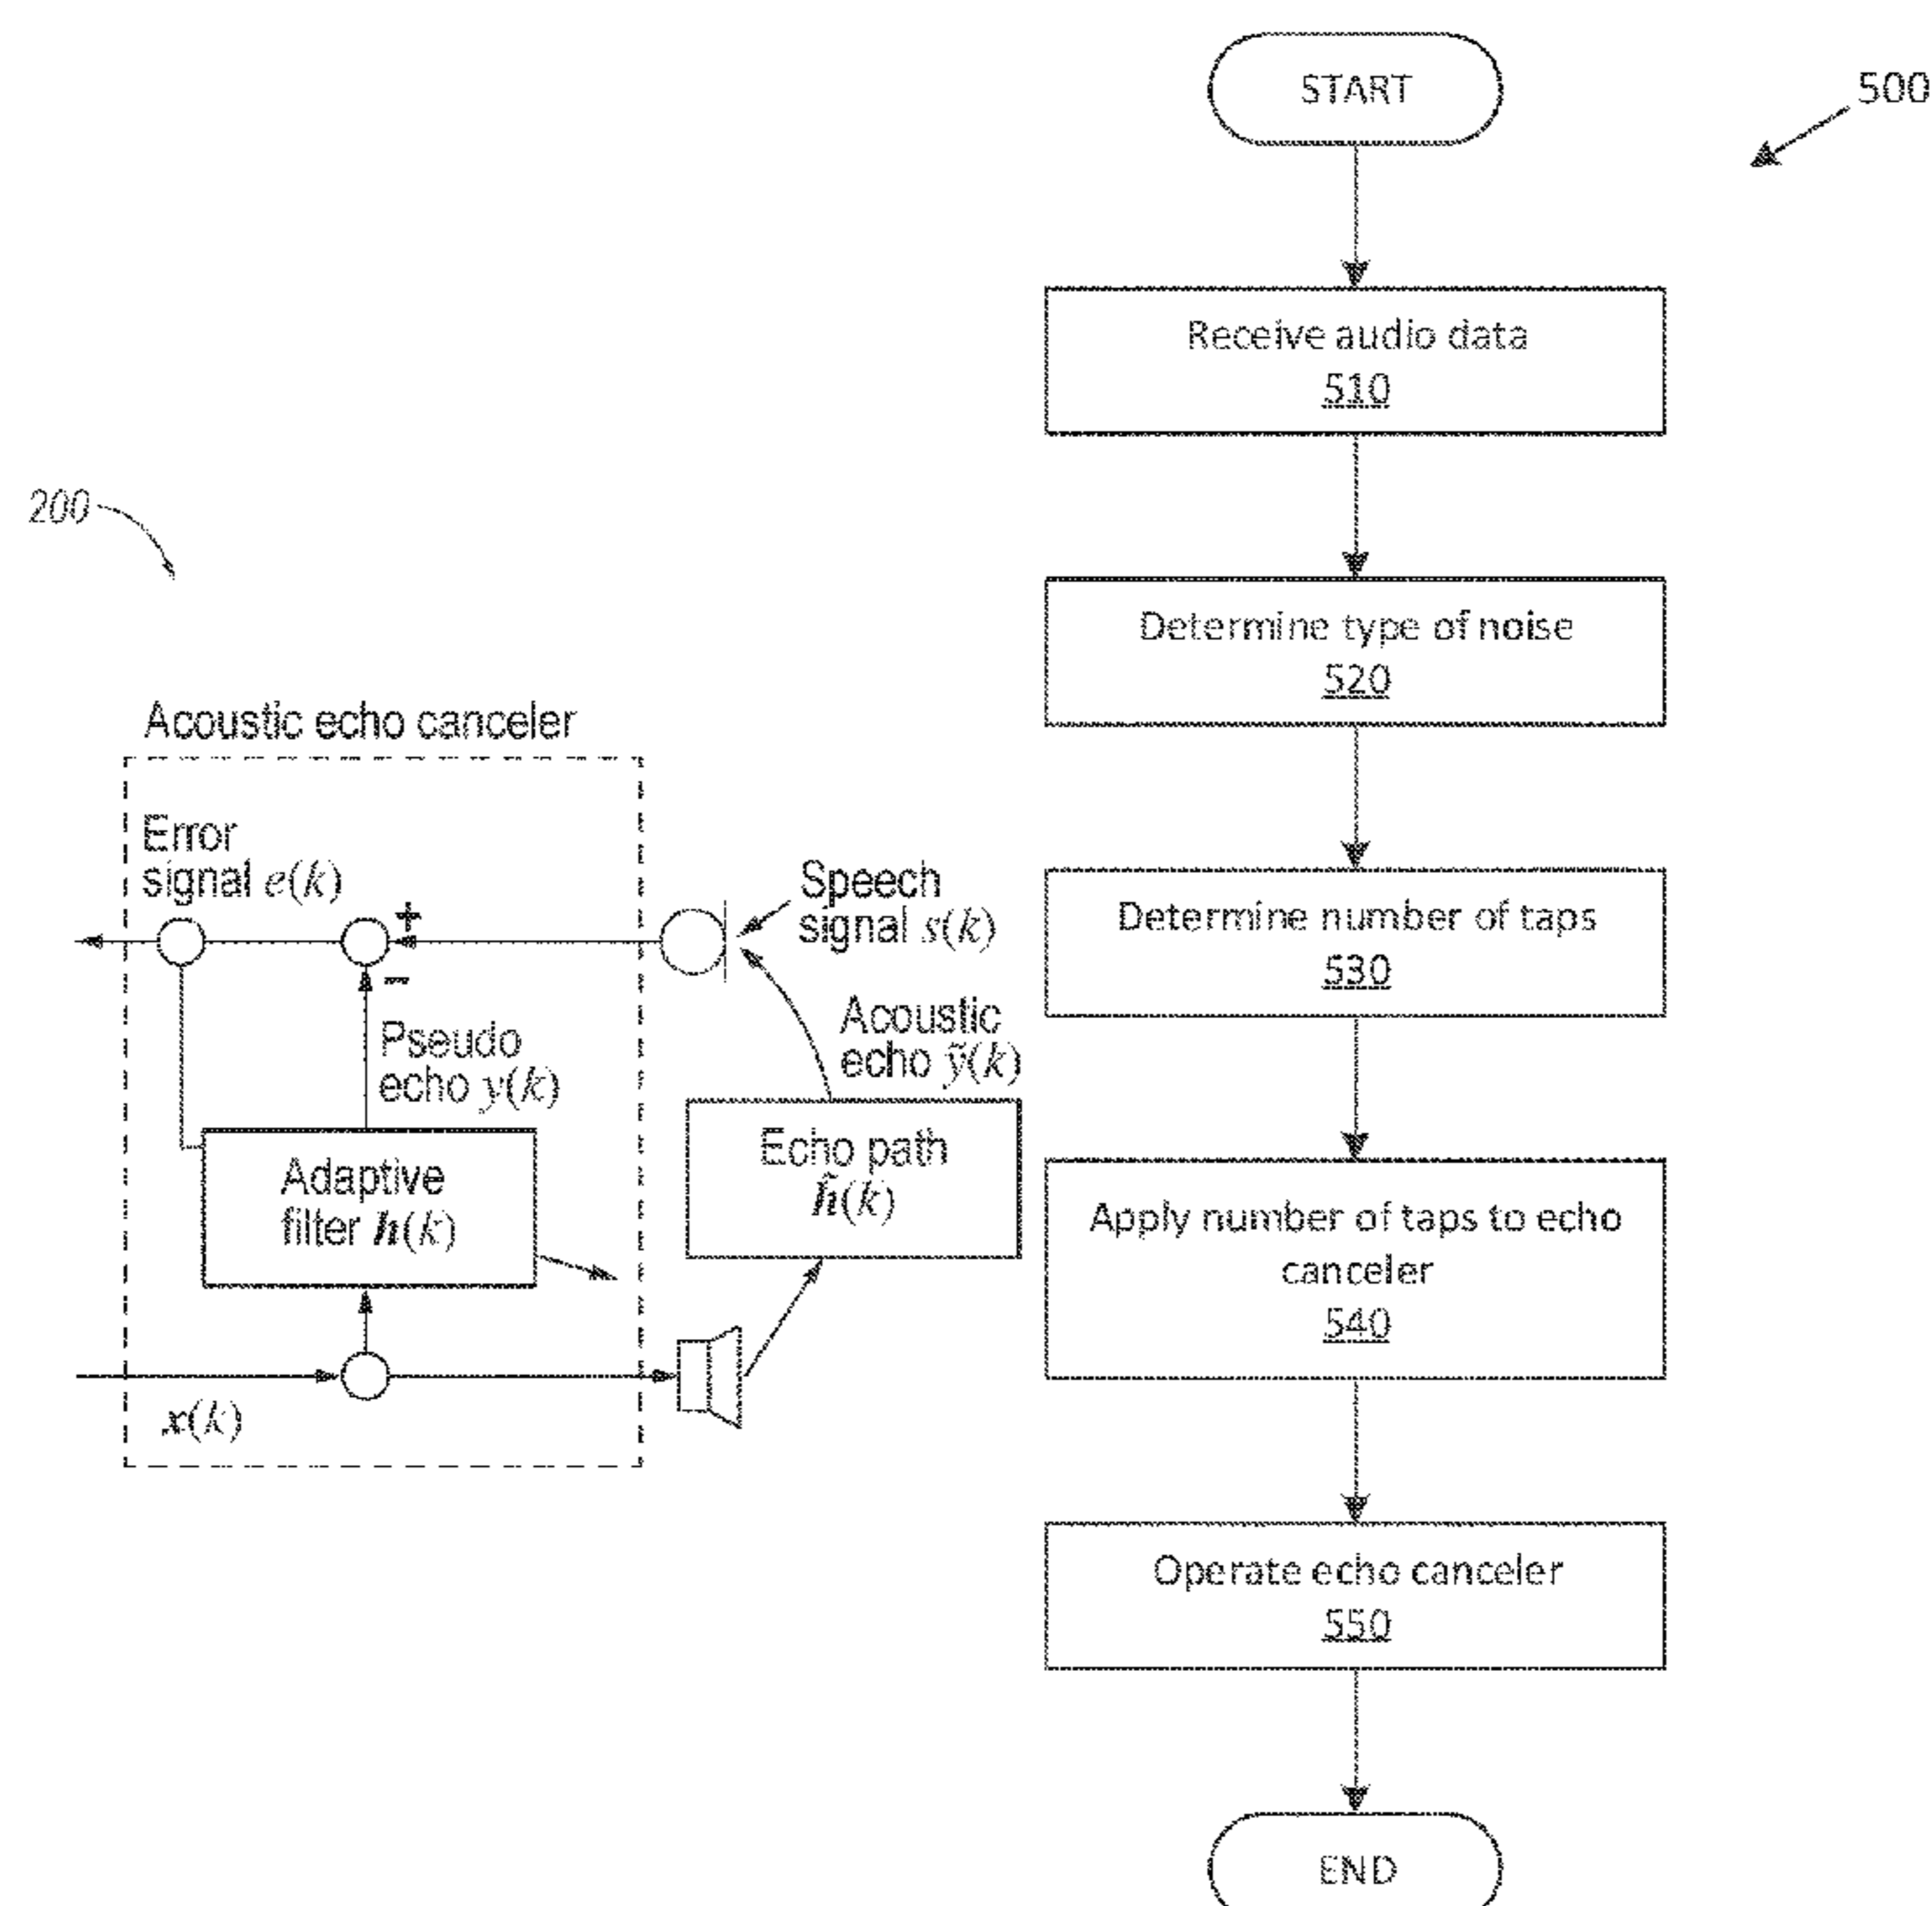 200
Acoustic echo canceler
Error
signal e(k)
+
−
Pseudo
echo y(k)
Adaptive
filter h(k)
x(k)
Speech
signal s(k)
Acoustic
echo ỹ(k)
Echo path
h̃(k)
500
START
Receive audio data
510
Determine type of noise
520
Determine number of taps
530
Apply number of taps to echo
canceler
540
Operate echo canceler
550
END